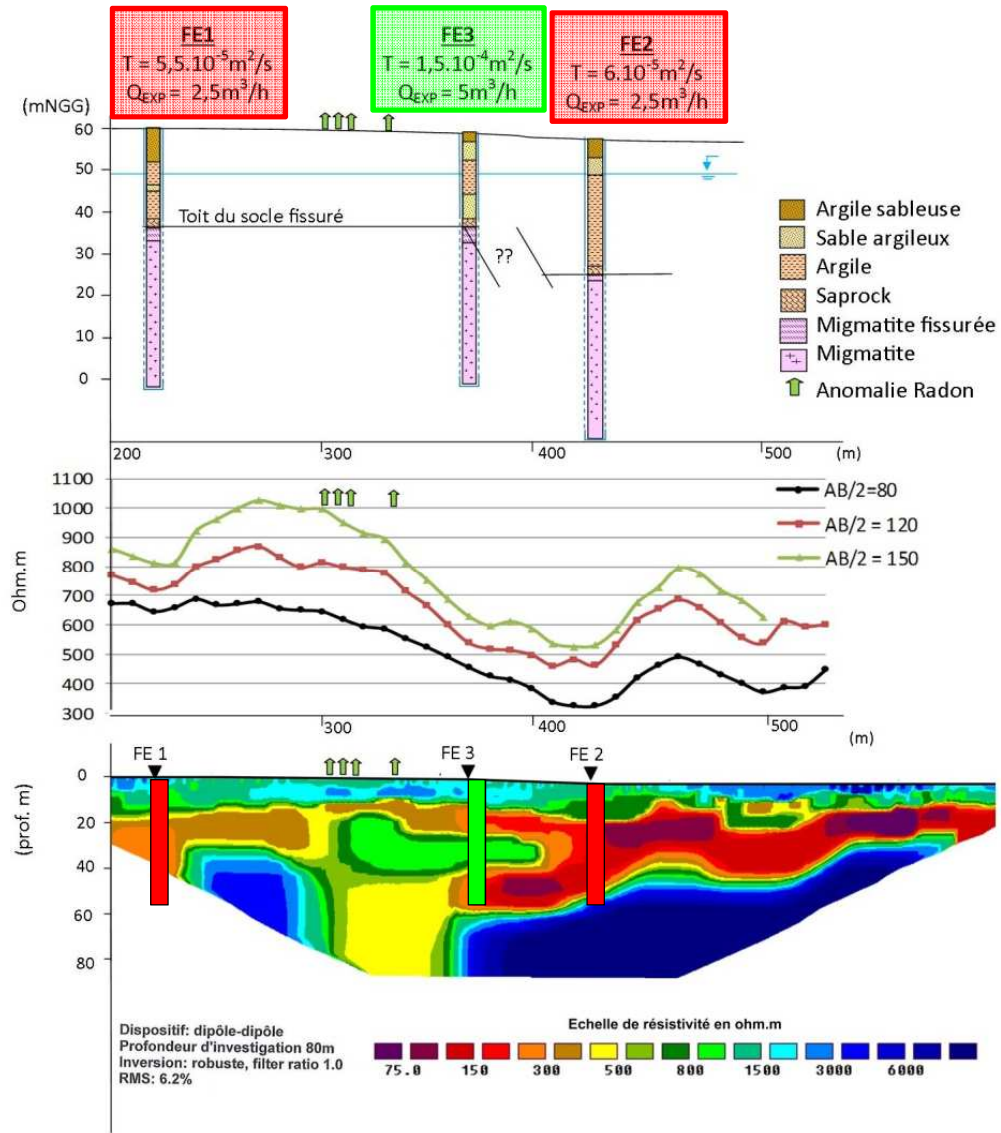 FE1
T = 5,5.10⁻⁵m²/s
Q_EXP = 2,5m³/h
FE3
T = 1,5.10⁻⁴m²/s
Q_EXP = 5m³/h
FE2
T = 6.10⁻⁵m²/s
Q_EXP = 2,5m³/h
(mNGG)
60
50
40
30
20
10
0
Toit du socle fissuré
??
Argile sableuse
Sable argileux
Argile
Saprock
Migmatite fissurée
Migmatite
Anomalie Radon
200 300 400 500 (m)
1100
1000
900
800
700
600
500
400
300
Ohm.m
AB/2=80
AB/2 = 120
AB/2 = 150
300 400 500
(m)
FE 1 FE 3 FE 2
0
20
40
60
80
(prof. m)
Dispositif: dipôle-dipôle
Profondeur d'investigation 80m
Inversion: robuste, filter ratio 1.0
RMS: 6.2%
Echelle de résistivité en ohm.m
75.0 150 300 500 800 1500 3000 6000